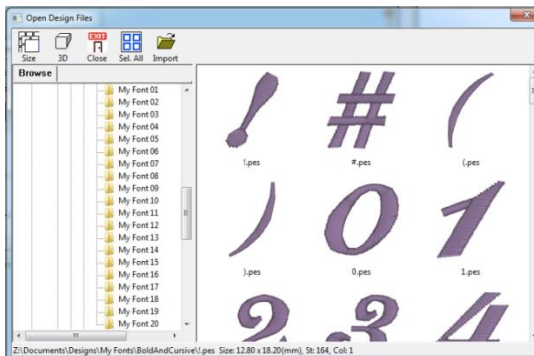 Open Design Files
EXIT
Size 3D Close Sel. All Import
Browse
My Font 01
My Font 02
My Font 03
My Font 04
My Font 05
My Font 06
My Font 07
My Font 08
My Font 09
My Font 10
My Font 11
My Font 12
My Font 13
My Font 14
My Font 15
My Font 16
My Font 17
My Font 18
My Font 19
My Font 20
! # (
!.pes #.pes (.pes
) 0 1
).pes 0.pes 1.pes
2 3 4
Z:\Documents\Designs\My Fonts\BoldAndCursive\!.pes Size: 12.80 x 18.20(mm), St: 164, Col: 1